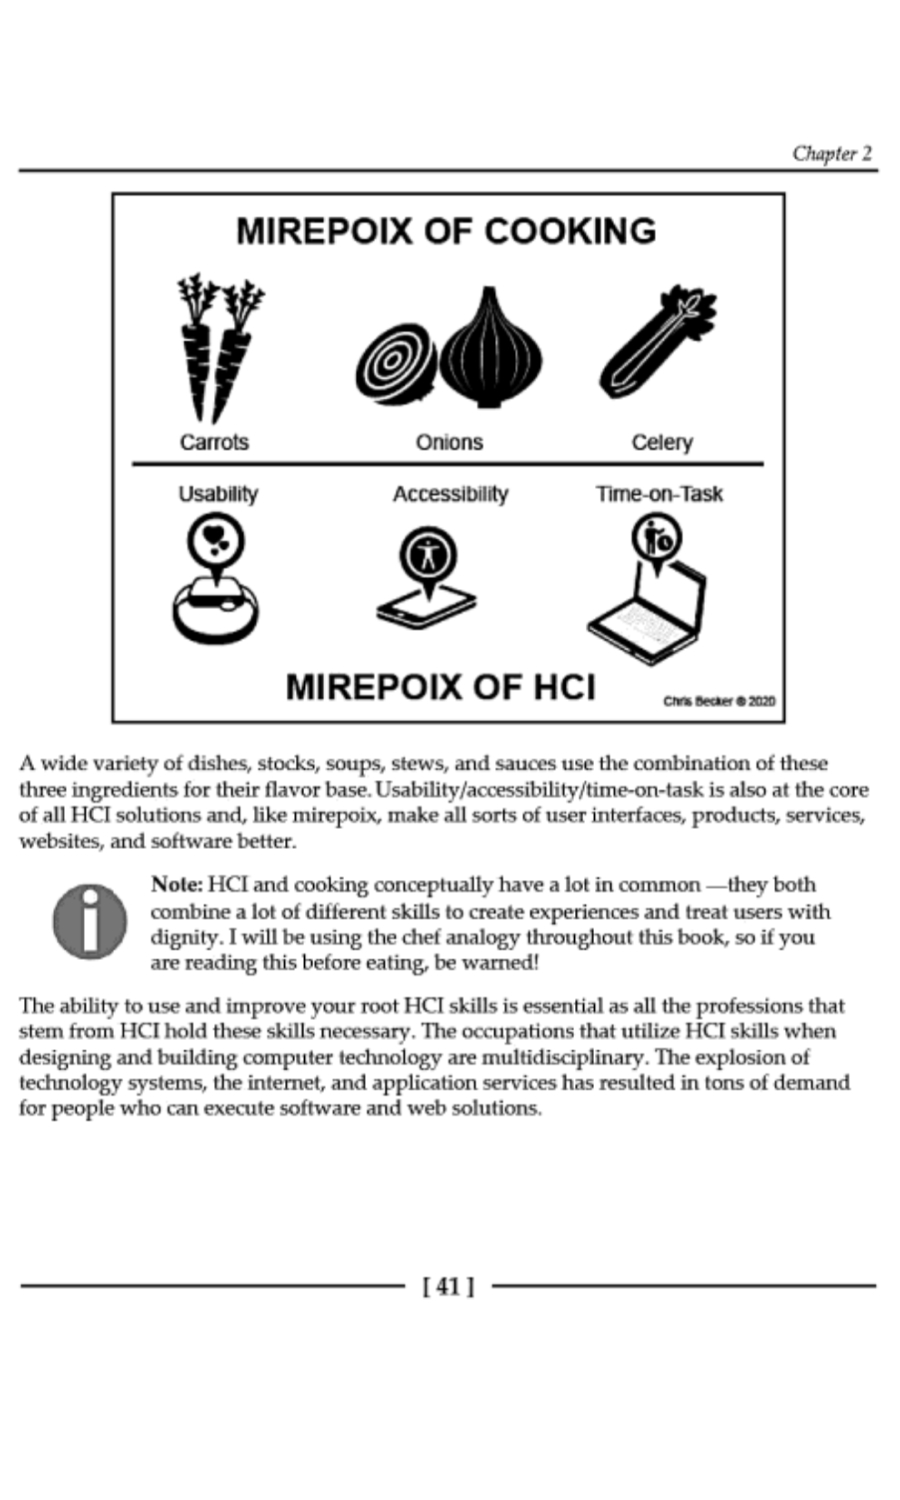 Chapter 2
MIREPOIX OF COOKING
Carrots
Onions
Celery
Usability
Accessibility
Time-on-Task
MIREPOIX OF HCI
Chris Becker © 2020
A wide variety of dishes, stocks, soups, stews, and sauces use the combination of these
three ingredients for their flavor base. Usability/accessibility/time-on-task is also at the core
of all HCI solutions and, like mirepoix, make all sorts of user interfaces, products, services,
websites, and software better.
Note: HCI and cooking conceptually have a lot in common —they both
combine a lot of different skills to create experiences and treat users with
dignity. I will be using the chef analogy throughout this book, so if you
are reading this before eating, be warned!
The ability to use and improve your root HCI skills is essential as all the professions that
stem from HCI hold these skills necessary. The occupations that utilize HCI skills when
designing and building computer technology are multidisciplinary. The explosion of
technology systems, the internet, and application services has resulted in tons of demand
for people who can execute software and web solutions.
[ 41 ]